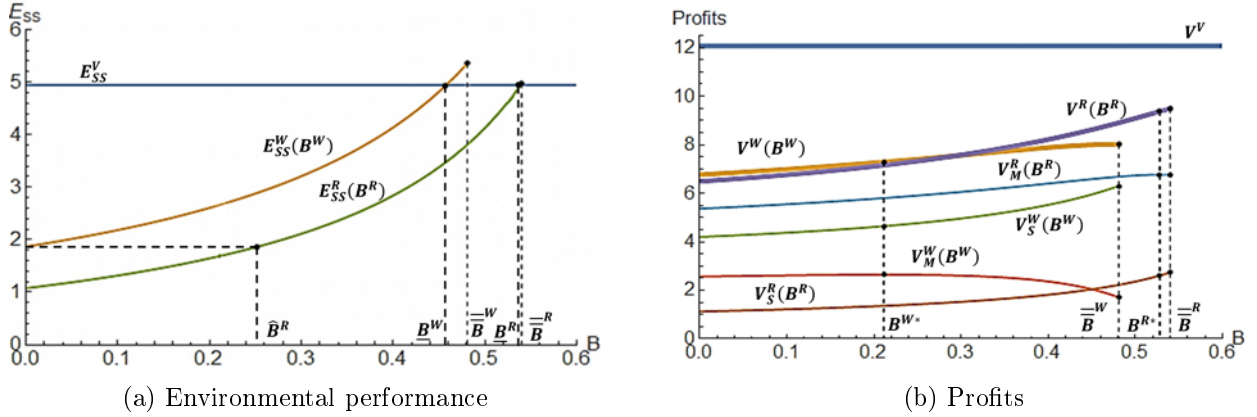 E_SS
6
5
4
3
2
1
0.0 0.1 0.2 0.3 0.4 0.5 0.6
B
E^V_SS
E^W_SS(B^W)
E^R_SS(B^R)
B̂^R
B̲^W
B̿^W
B̲^R
B̿^R
(a) Environmental performance
Profits
12
10
8
6
4
2
0
0.0 0.1 0.2 0.3 0.4 0.5 0.6
B
V^V
V^R(B^R)
V^W(B^W)
V^R_M(B^R)
V^W_S(B^W)
V^W_M(B^W)
V^R_S(B^R)
B^W*
B̿^W
B^R*
B̿^R
(b) Profits